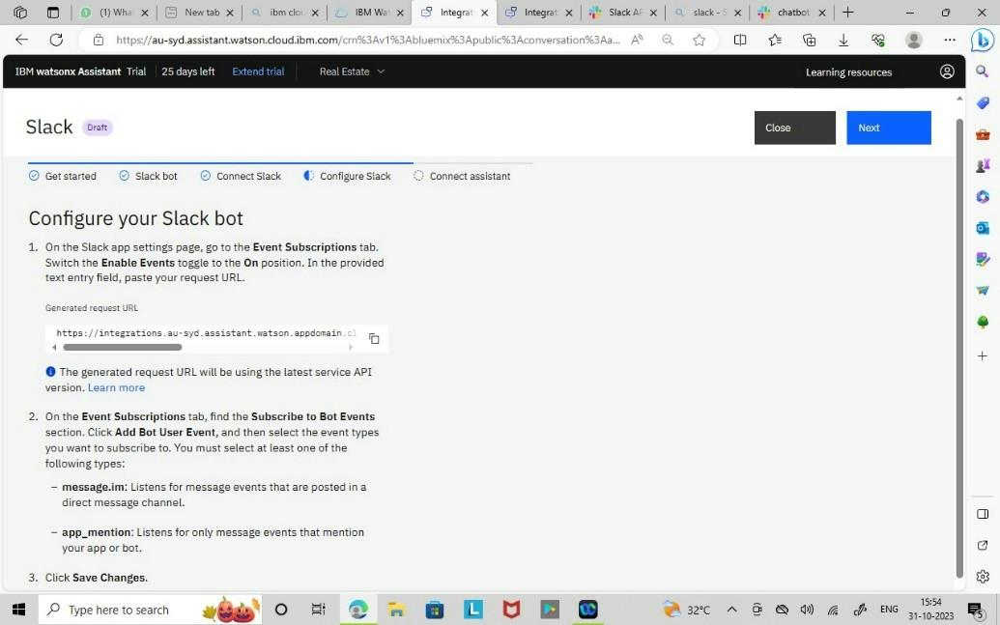 (1) Wha
New tab
ibm clo
IBM Wat
Integrat
Integrat
Slack AP
slack - S
chatbot
https://au-syd.assistant.watson.cloud.ibm.com/crn%3Av1%3Abluemix%3Apublic%3Aconversation%3Aa...
IBM watsonx Assistant Trial
25 days left
Extend trial
Real Estate
Learning resources
Slack
Draft
Close
Next
Get started
Slack bot
Connect Slack
Configure Slack
Connect assistant
Configure your Slack bot
1. On the Slack app settings page, go to the Event Subscriptions tab.
Switch the Enable Events toggle to the On position. In the provided
text entry field, paste your request URL.
Generated request URL
https://integrations.au-syd.assistant.watson.appdomain.cl
The generated request URL will be using the latest service API
version. Learn more
2. On the Event Subscriptions tab, find the Subscribe to Bot Events
section. Click Add Bot User Event, and then select the event types
you want to subscribe to. You must select at least one of the
following types:
– message.im: Listens for message events that are posted in a
direct message channel.
– app_mention: Listens for only message events that mention
your app or bot.
3. Click Save Changes.
Type here to search
32°C
ENG
15:54
31-10-2023
5